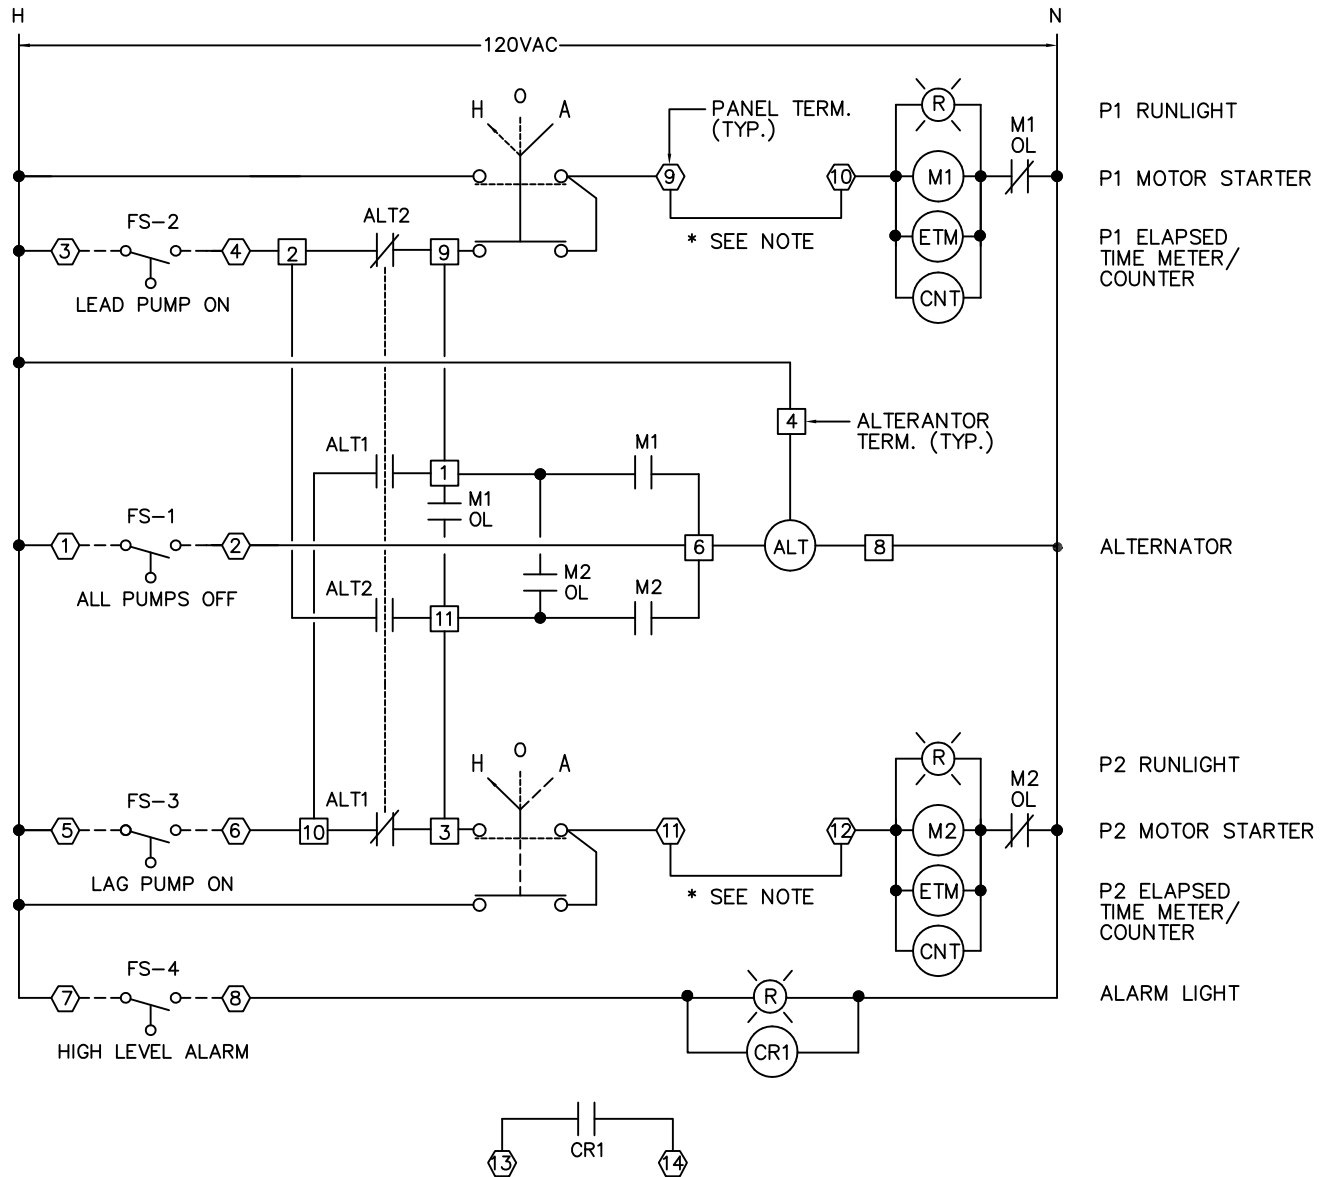 H
N
120VAC
H O A
PANEL TERM.
(TYP.)
R
M1
OL
P1 RUNLIGHT
9
10
M1
P1 MOTOR STARTER
FS-2
ALT2
3
4
2
9
* SEE NOTE
ETM
P1 ELAPSED
TIME METER/
COUNTER
LEAD PUMP ON
CNT
4
ALTERANTOR
TERM. (TYP.)
ALT1
1
M1
M1
OL
FS-1
1
2
6
ALT
8
ALTERNATOR
M2
OL
ALL PUMPS OFF
ALT2
11
M2
H O A
R
M2
OL
P2 RUNLIGHT
FS-3
ALT1
5
6
10
3
11
12
M2
P2 MOTOR STARTER
LAG PUMP ON
* SEE NOTE
ETM
P2 ELAPSED
TIME METER/
COUNTER
CNT
FS-4
7
8
R
ALARM LIGHT
HIGH LEVEL ALARM
CR1
CR1
13
14